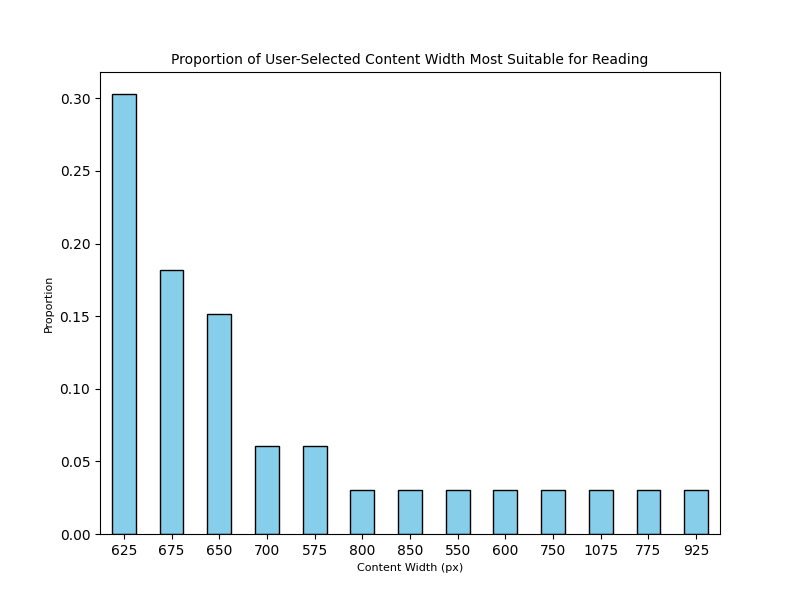 Proportion of User-Selected Content Width Most Suitable for Reading
0.30
0.25
0.20
0.15
0.10
0.05
0.00
Proportion
625 675 650 700 575 800 850 550 600 750 1075 775 925
Content Width (px)